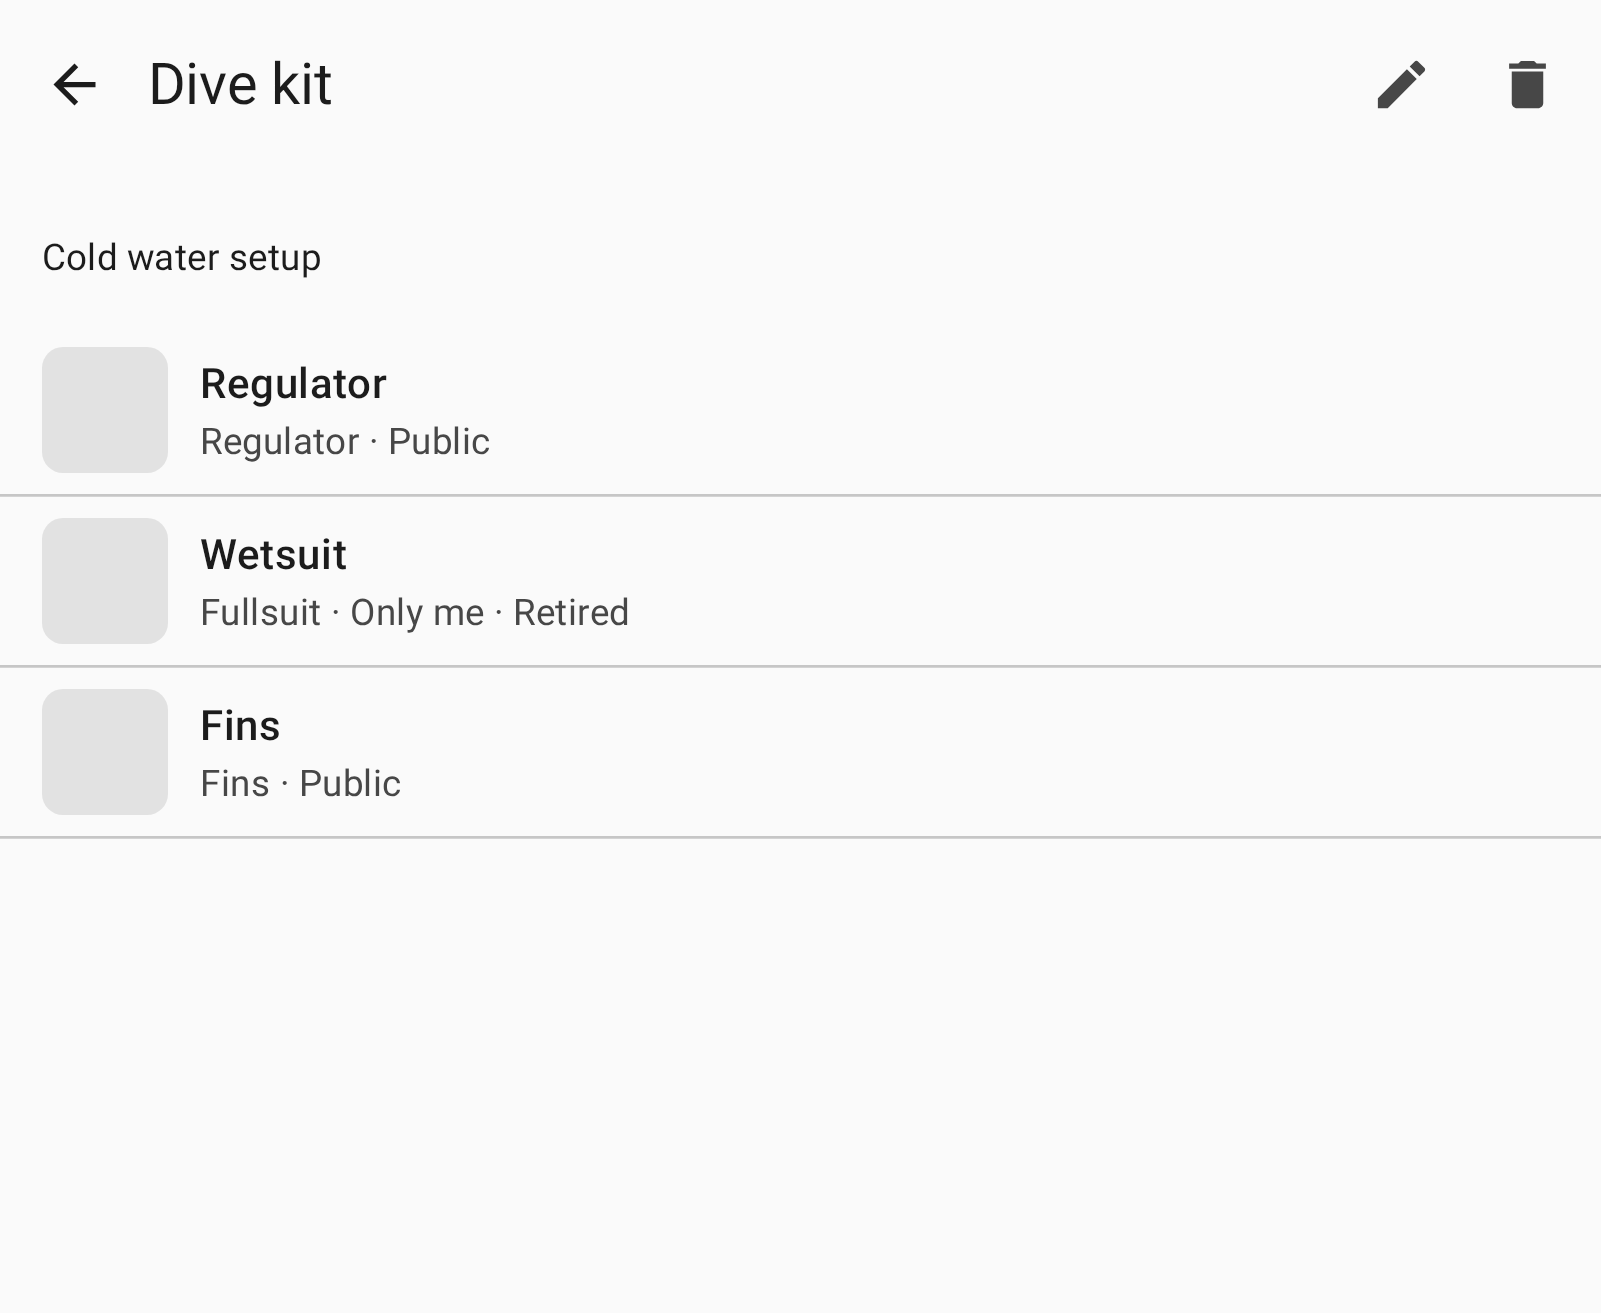 Dive kit
Cold water setup
Regulator
Regulator · Public
Wetsuit
Fullsuit · Only me · Retired
Fins
Fins · Public